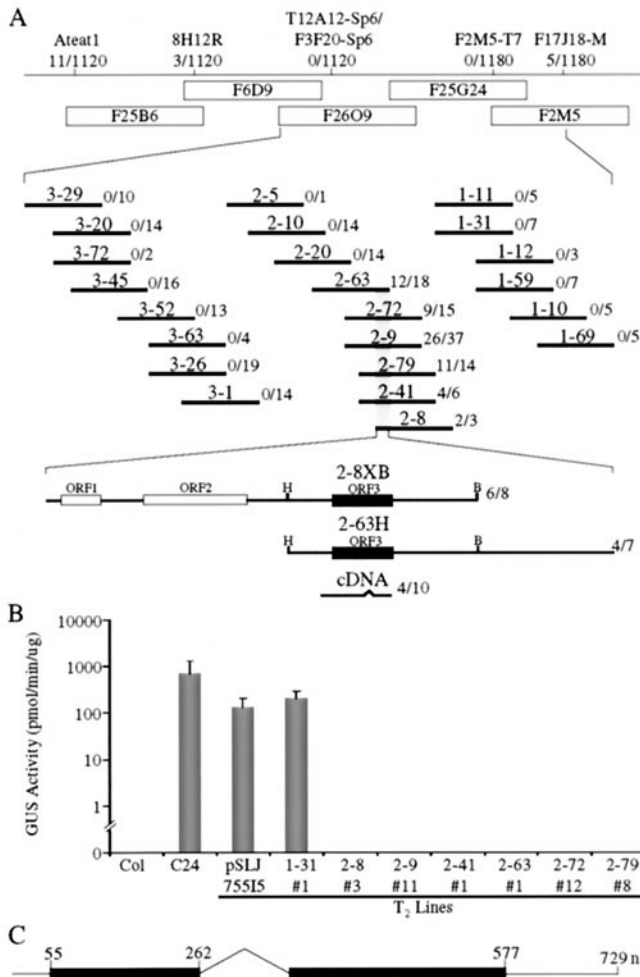 A
T12A12-Sp6/
Ateat1 8H12R F3F20-Sp6 F2M5-T7 F17J18-M
11/1120 3/1120 0/1120 0/1180 5/1180
F6D9 F25G24
F25B6 F26O9 F2M5
3-29 0/10 2-5 0/1 1-11 0/5
3-20 0/14 2-10 0/14 1-31 0/7
3-72 0/2 2-20 0/14 1-12 0/3
3-45 0/16 2-63 12/18 1-59 0/7
3-52 0/13 2-72 9/15 1-10 0/5
3-63 0/4 2-9 26/37 1-69 0/5
3-26 0/19 2-79 11/14
3-1 0/14 2-41 4/6
2-8 2/3
2-8XB
ORF1 ORF2 H ORF3 B 6/8
2-63H
H ORF3 B 4/7
cDNA 4/10
B
GUS Activity (pmol/min/ug)
10000
1000
100
10
1
0
Col C24 pSLJ 1-31 2-8 2-9 2-41 2-63 2-72 2-79
755I5 #1 #3 #11 #1 #1 #12 #8
T2 Lines
C
55 262 577 729 n